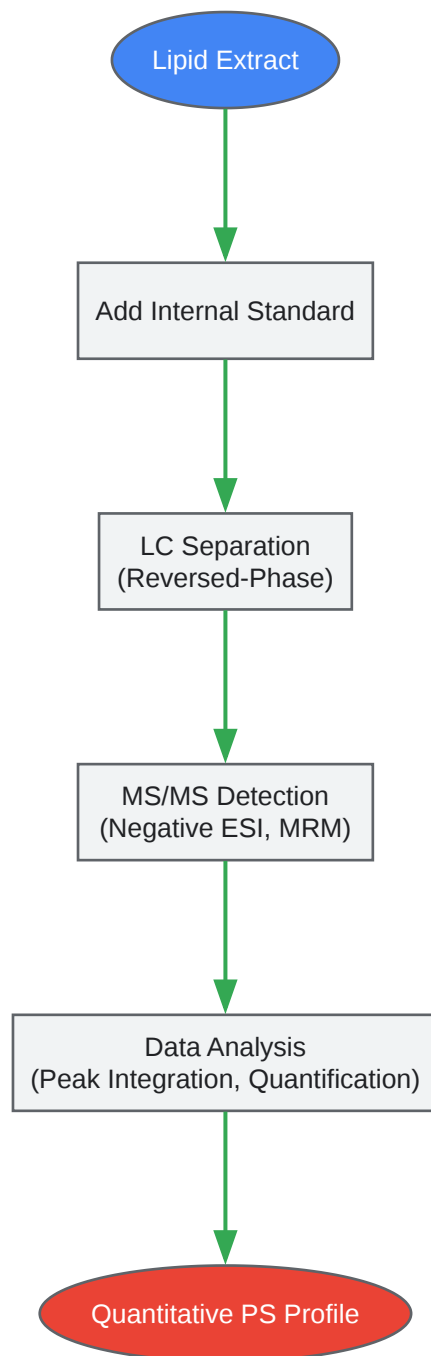 Lipid Extract
Add Internal Standard
LC Separation
(Reversed-Phase)
MS/MS Detection
(Negative ESI, MRM)
Data Analysis
(Peak Integration, Quantification)
Quantitative PS Profile